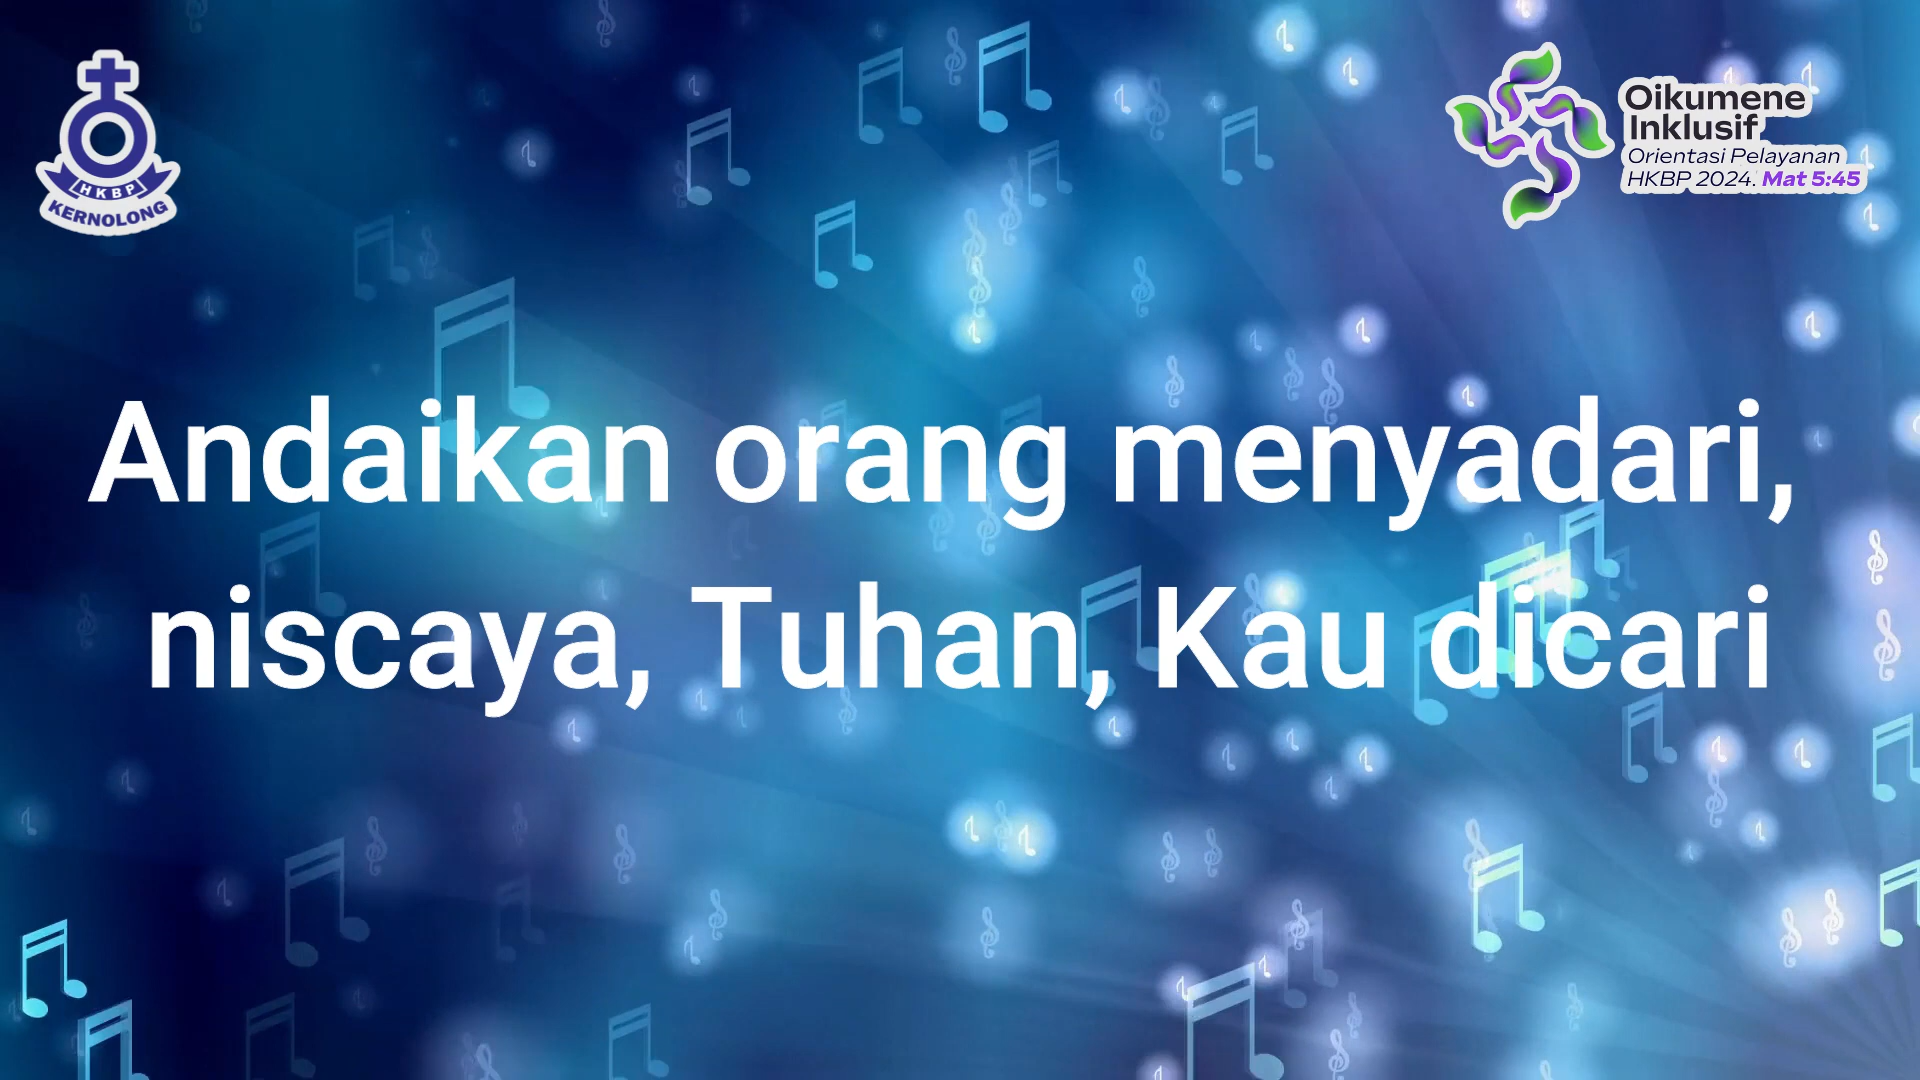 HKBP
KERNOLONG
Oikumene
Inklusif
Orientasi Pelayanan
HKBP 2024. Mat 5:45
Andaikan orang menyadari,
niscaya, Tuhan, Kau dicari